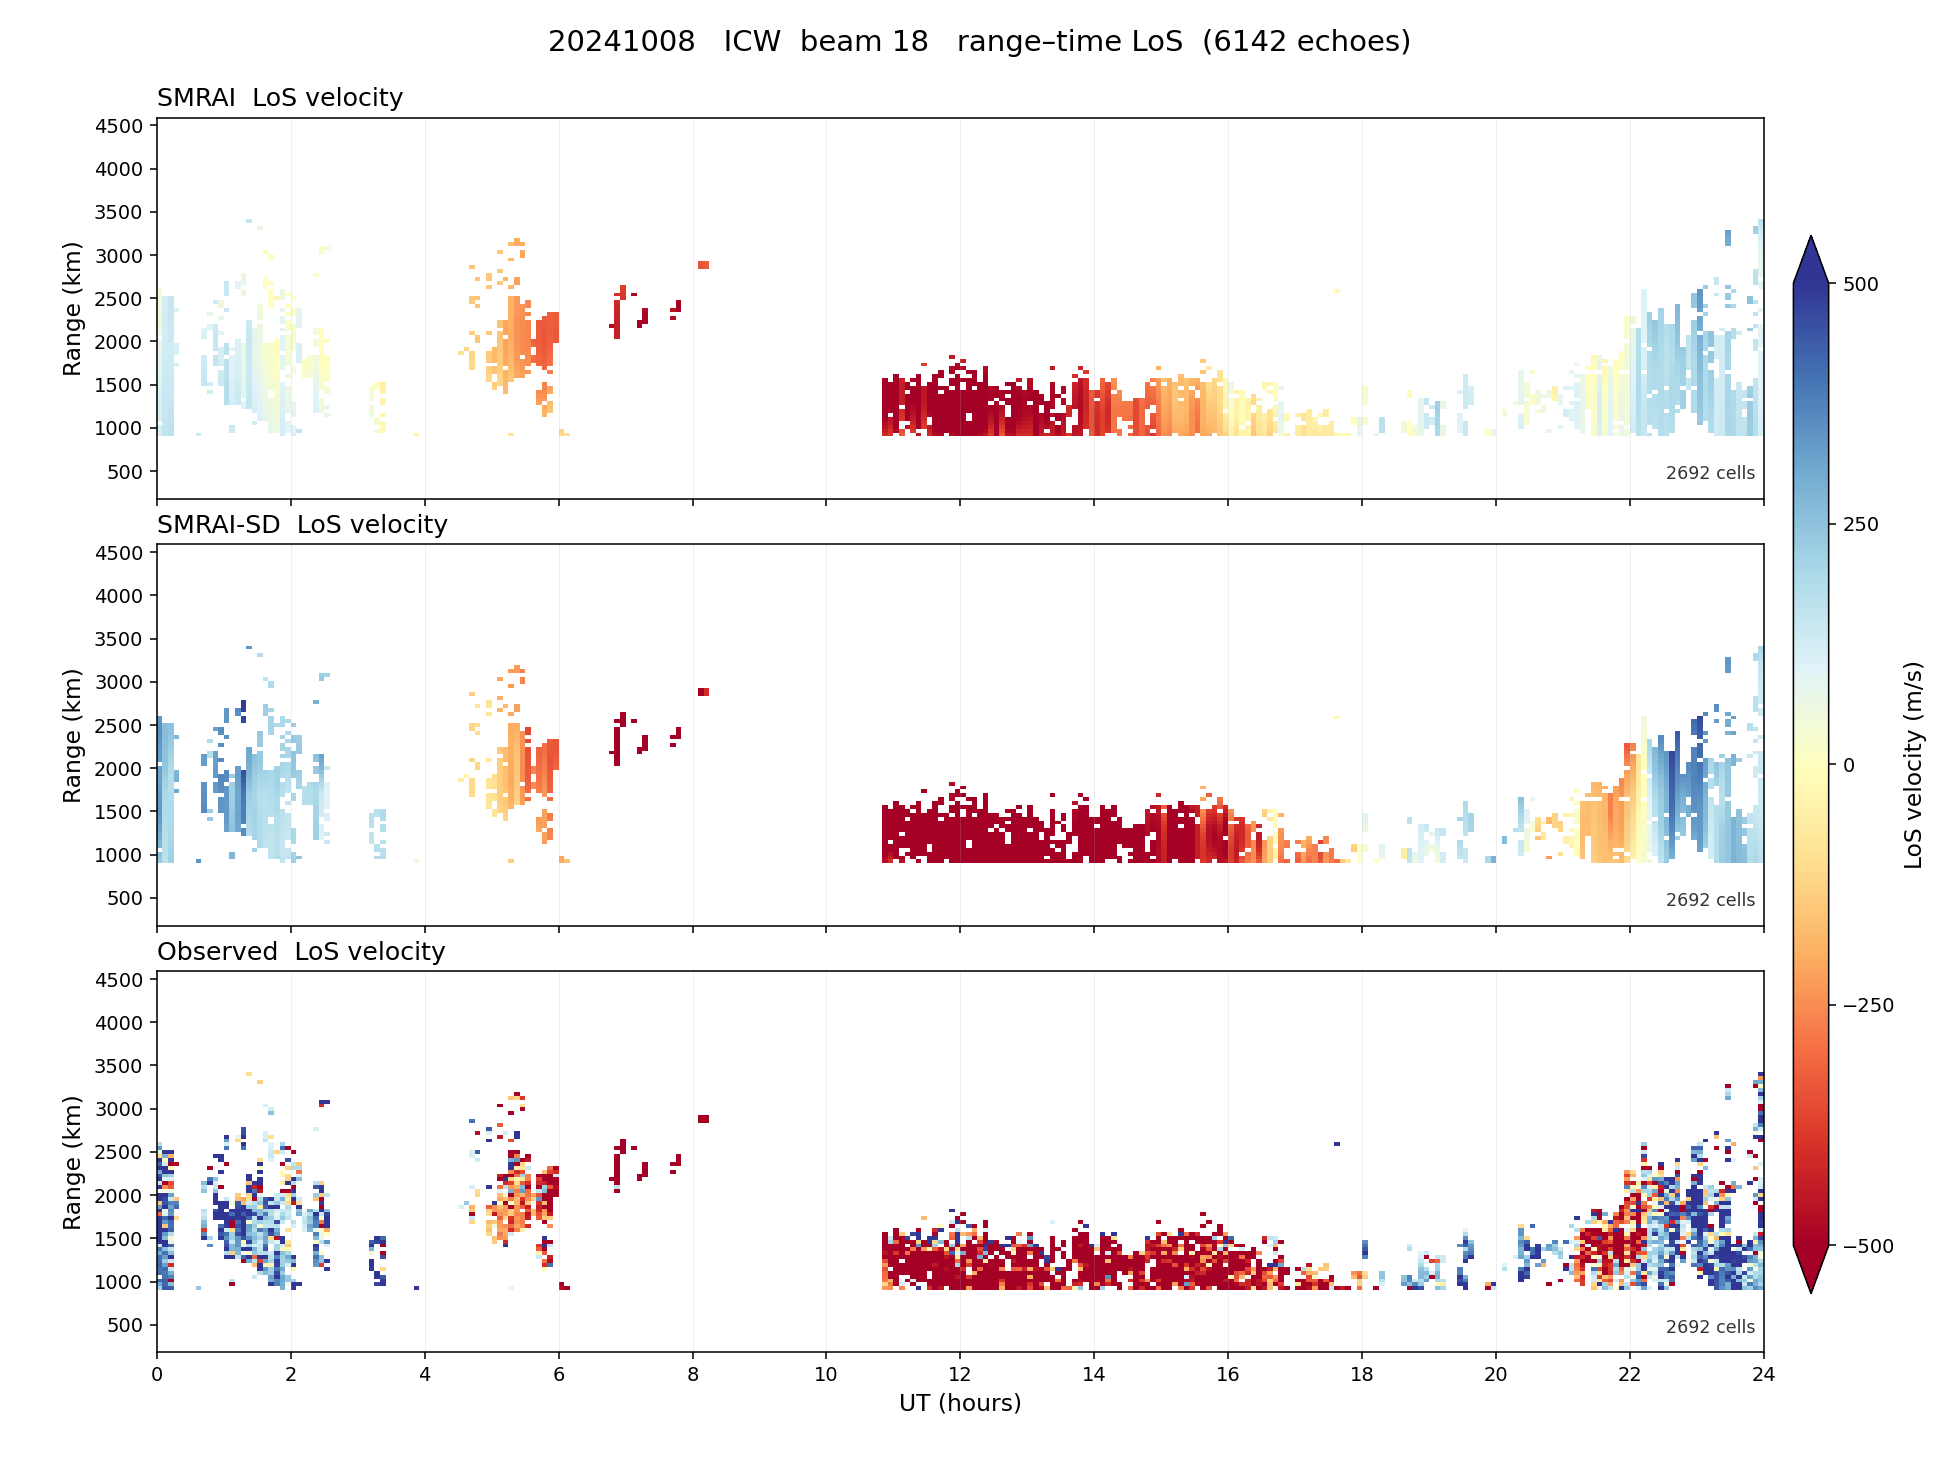 20241008   ICW  beam 18   range–time LoS  (6142 echoes)
SMRAI  LoS velocity
4500
4000
3500
3000
2500
2000
1500
1000
500
Range (km)
2692 cells
SMRAI-SD  LoS velocity
4500
4000
3500
3000
2500
2000
1500
1000
500
Range (km)
2692 cells
Observed  LoS velocity
4500
4000
3500
3000
2500
2000
1500
1000
500
Range (km)
2692 cells
0 2 4 6 8 10 12 14 16 18 20 22 24
UT (hours)
500
250
0
−250
−500
LoS velocity (m/s)